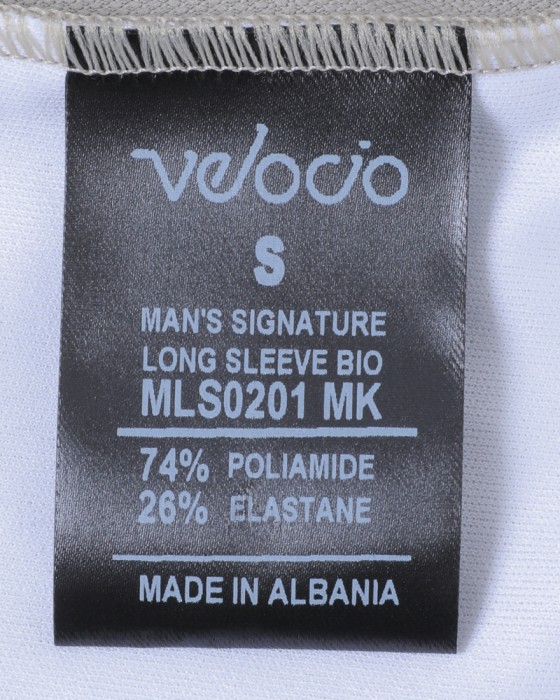 velocio
S
MAN'S SIGNATURE
LONG SLEEVE BIO
MLS0201 MK
74% POLIAMIDE
26% ELASTANE
MADE IN ALBANIA